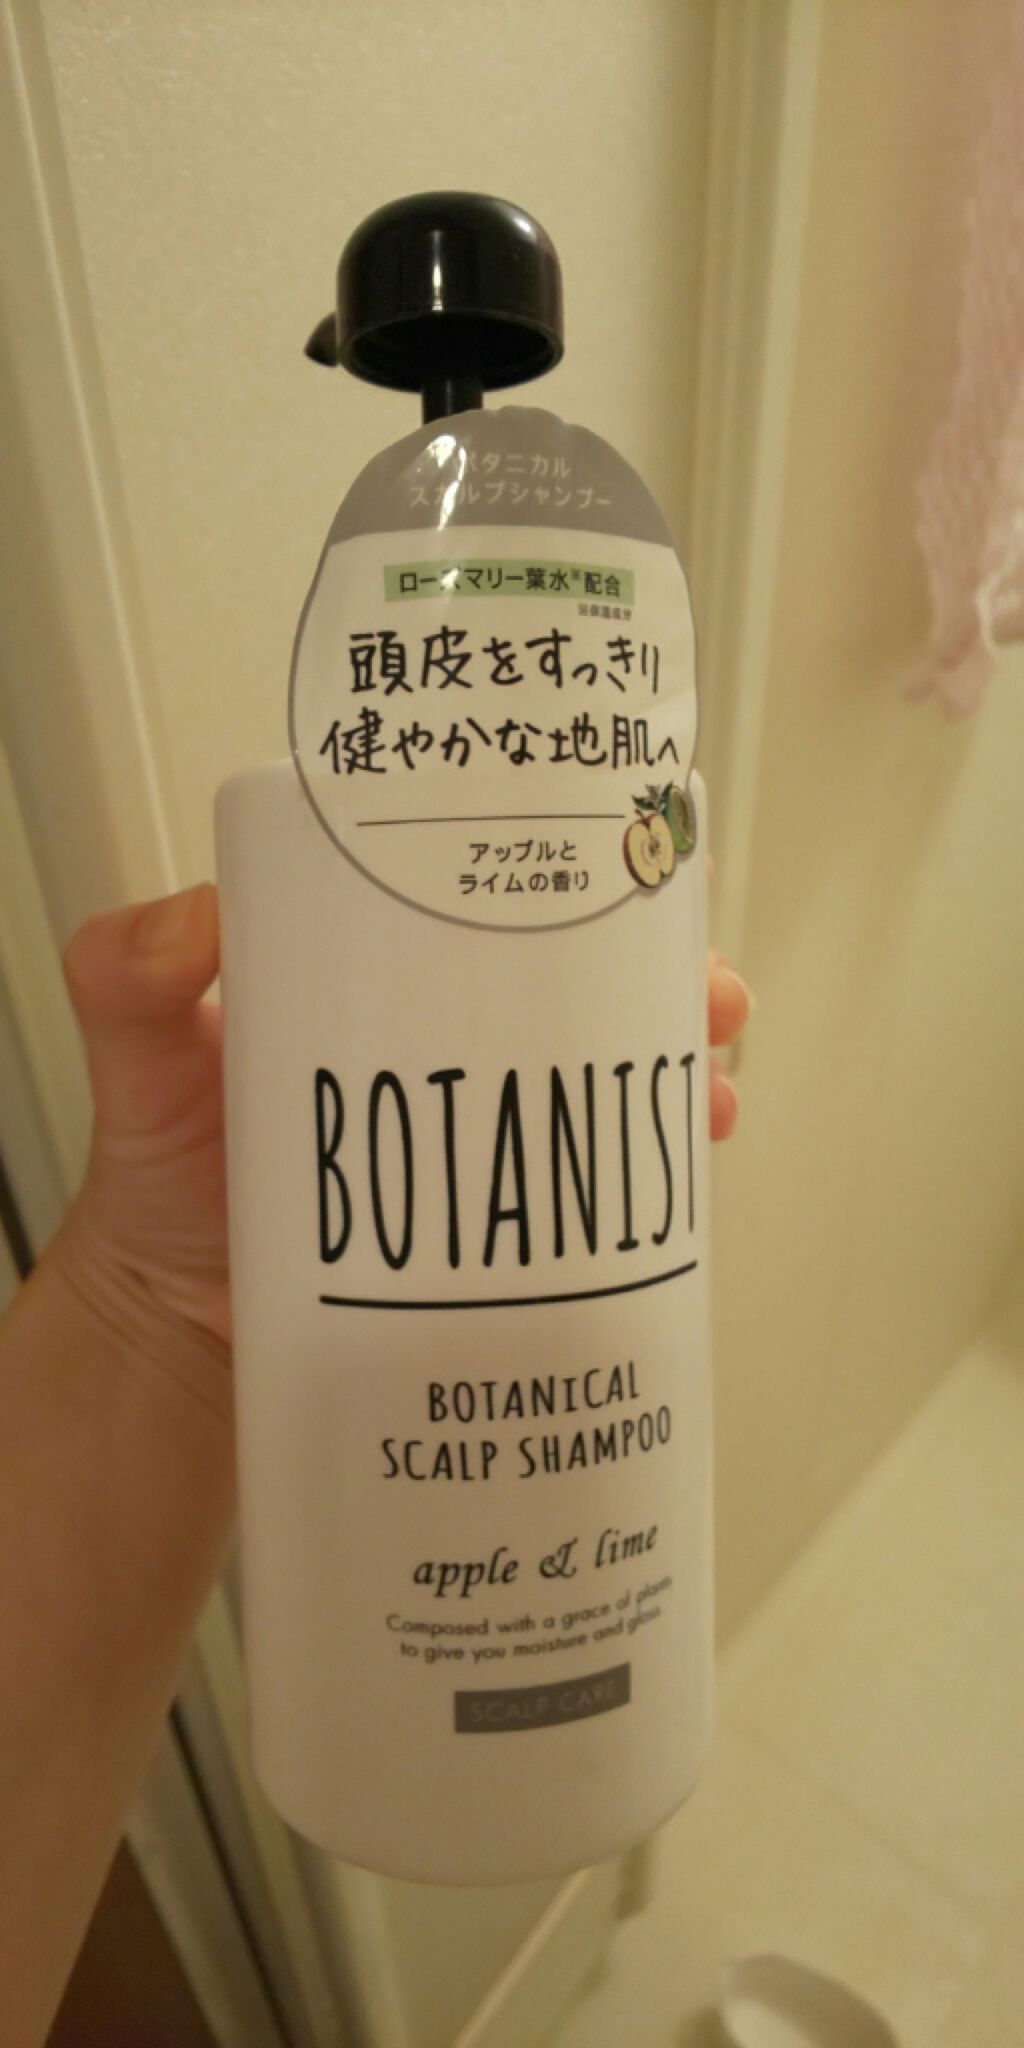 ボタニカル
スカルプシャンプー
ローズマリー葉水※配合
※保湿成分
頭皮をすっきり
健やかな地肌へ
アップルと
ライムの香り
BOTANIST
BOTANICAL
SCALP SHAMPOO
apple & lime
Composed with a grace of plants
to give you moisture and gloss
SCALP CARE